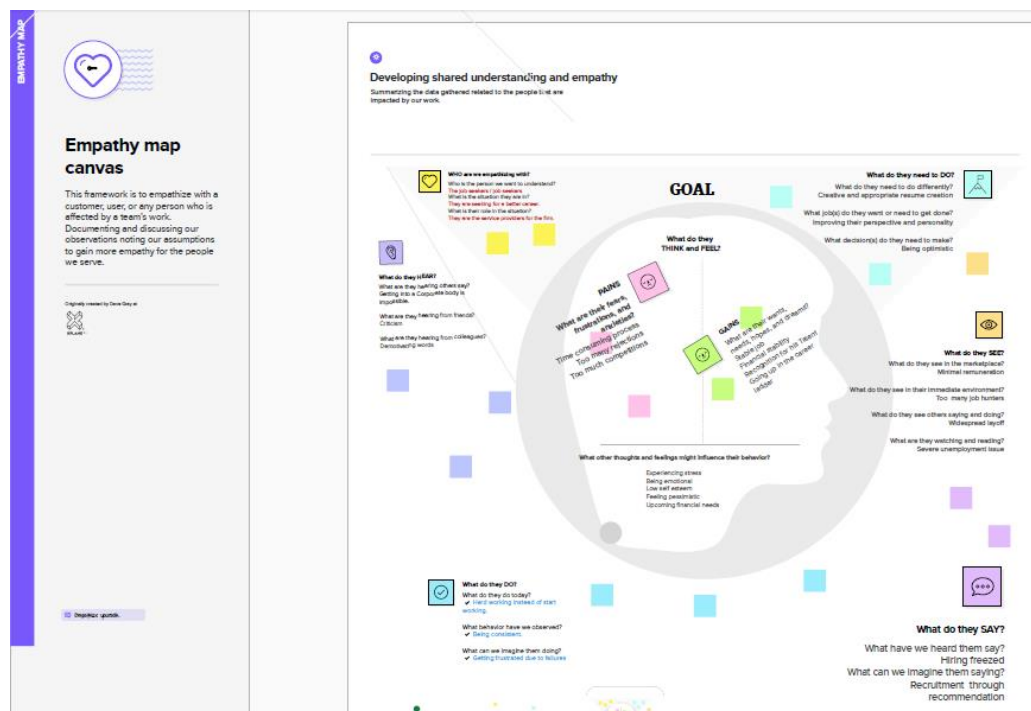 EMPATHY MAP
Empathy map
canvas
This framework is to empathize with a
customer, user, or any person who is
affected by a team's work.
Documenting and discussing our
observations noting our assumptions
to gain more empathy for the people
we serve.
Originally created by Dave Gray at
XPLANE
Developing shared understanding and empathy
Summarizing the data gathered related to the people that are
impacted by our work.
WHO are we empathizing with?
Who is the person we want to understand?
The job seekers / job seekers
What is the situation they are in?
They are seeking for a better career.
What is their role in the situation?
They are the service providers for the firm.
GOAL
What do they need to DO?
What do they need to do differently?
Creative and appropriate resume creation
What job(s) do they want or need to get done?
Improving their perspective and personality
What decision(s) do they need to make?
Being optimistic
What do they HEAR?
What are they hearing others say?
Getting into a Corporate body is
impossible.
What are they hearing from friends?
Criticism
What are they hearing from colleagues?
Demotiveting words
What do they
THINK and FEEL?
PAINS
What are their fears,
frustrations, and
anxieties?
Time consuming process
Too many rejections
Too much competitions
GAINS
What are their wants,
needs, hopes, and dreams?
Stable job
Financial stability
Recognition for his Talent
Going up in the career
ladder
What do they SEE?
What do they see in the marketplace?
Minimal remuneration
What do they see in their immediate environment?
Too many job hunters
What do they see others saying and doing?
Widespread layoff
What are they watching and reading?
Severe unemployment issue
What other thoughts and feelings might influence their behavior?
Experiencing stress
Being emotional
Low self esteem
Feeling pessimistic
Upcoming financial needs
What do they DO?
What do they do today?
✔ Hard working instead of start
working.
What behavior have we observed?
✔ Being consistent.
What can we imagine them doing?
✔ Getting frustrated due to failures
What do they SAY?
What have we heard them say?
Hiring freezed
What can we imagine them saying?
Recruitment through
recommendation